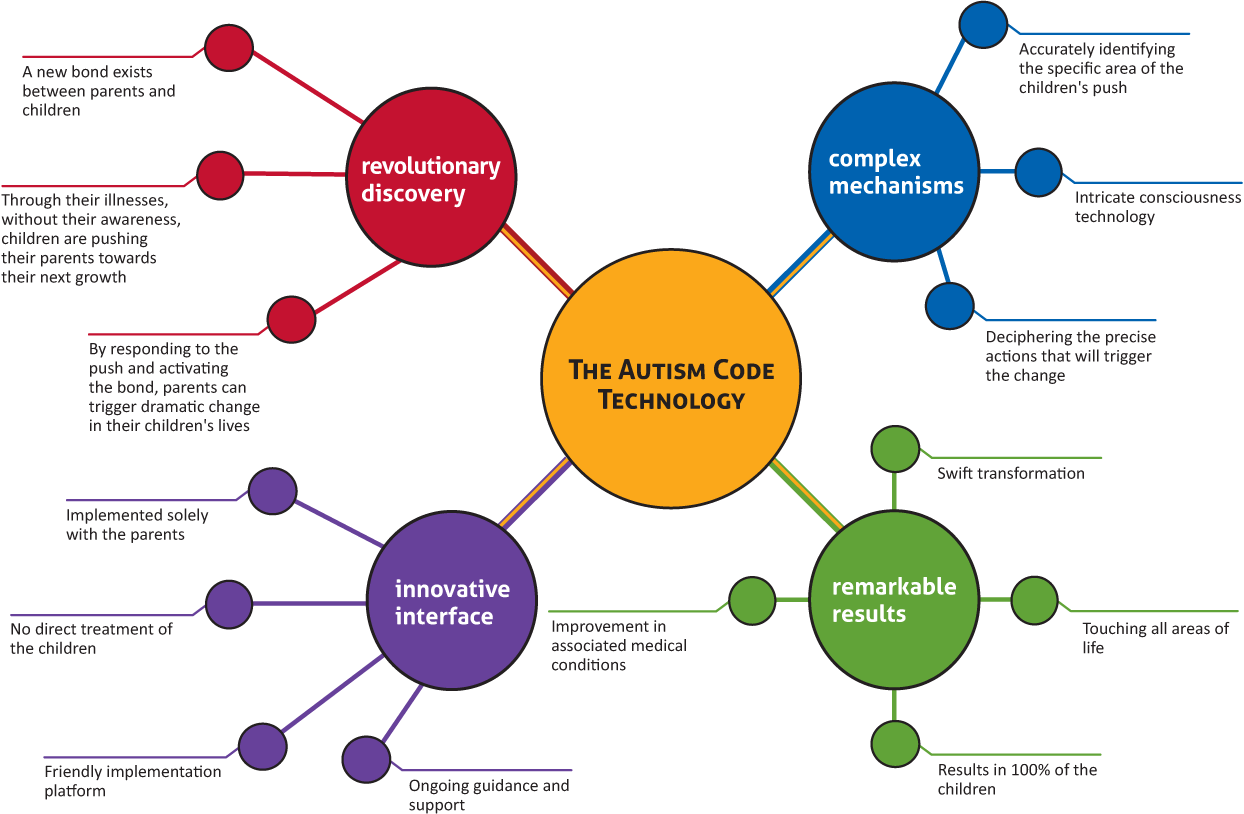 THE AUTISM CODE
TECHNOLOGY
revolutionary
discovery
A new bond exists
between parents and
children
Through their illnesses,
without their awareness,
children are pushing
their parents towards
their next growth
By responding to the
push and activating
the bond, parents can
trigger dramatic change
in their children's lives
complex
mechanisms
Accurately identifying
the specific area of the
children's push
Intricate consciousness
technology
Deciphering the precise
actions that will trigger
the change
innovative
interface
Implemented solely
with the parents
No direct treatment of
the children
Friendly implementation
platform
Ongoing guidance and
support
remarkable
results
Swift transformation
Improvement in
associated medical
conditions
Touching all areas of
life
Results in 100% of the
children